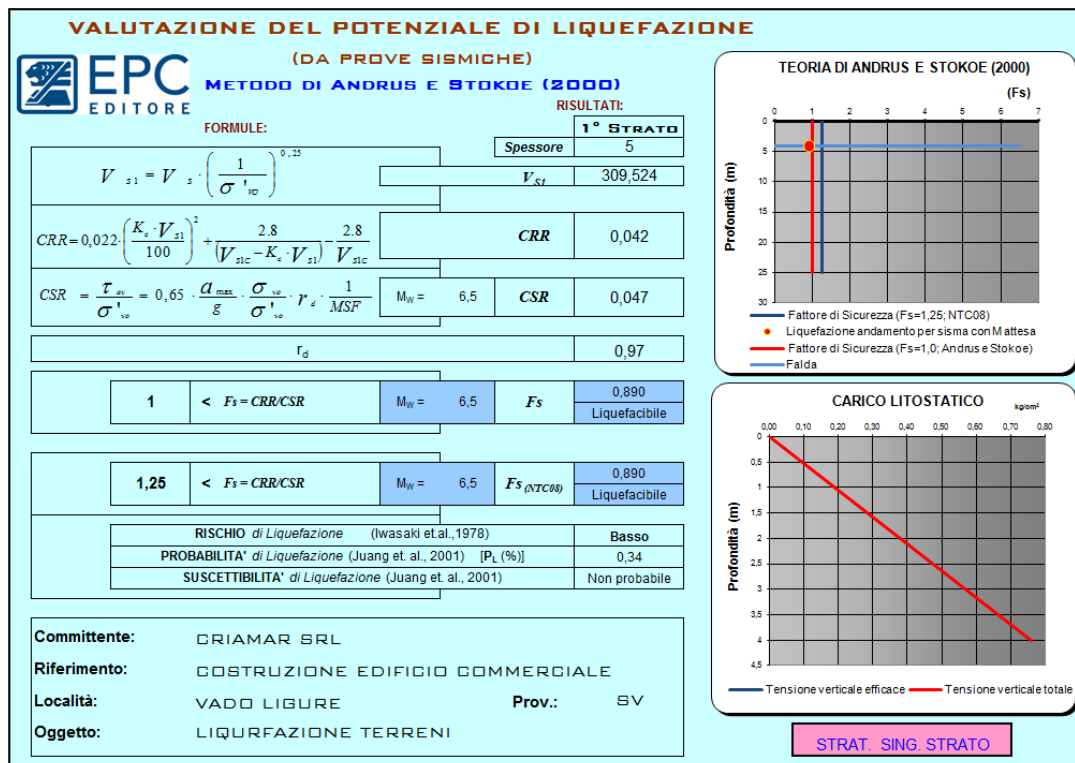 VALUTAZIONE DEL POTENZIALE DI LIQUEFAZIONE
(DA PROVE SISMICHE)
EPC
EDITORE
METODO DI ANDRUS E STOKOE (2000)
RISULTATI:
FORMULE:
1° STRATO
Spessore 5
V s1 = V s · ( 1 / σ 'vo ) 0,25
VS1 309,524
CRR = 0,022 · ( Kc · Vs1 / 100 ) 2 + 2.8 / (Vs1c − Kc · Vs1) − 2.8 / Vs1c
CRR 0,042
CSR = τ av / σ 'vo = 0,65 · a max / g · σ vo / σ 'vo · r d · 1 / MSF
MW = 6,5 CSR 0,047
rd 0,97
1 < Fs = CRR/CSR MW = 6,5 Fs 0,890
Liquefacibile
1,25 < Fs = CRR/CSR MW = 6,5 Fs (NTC08) 0,890
Liquefacibile
RISCHIO di Liquefazione (Iwasaki et.al.,1978) Basso
PROBABILITA' di Liquefazione (Juang et. al., 2001) [PL (%)] 0,34
SUSCETTIBILITA' di Liquefazione (Juang et. al., 2001) Non probabile
Committente: CRIAMAR SRL
Riferimento: COSTRUZIONE EDIFICIO COMMERCIALE
Località: VADO LIGURE Prov.: SV
Oggetto: LIQURFAZIONE TERRENI
TEORIA DI ANDRUS E STOKOE (2000)
(Fs)
0 1 2 3 4 5 6 7
Profondità (m)
0
5
10
15
20
25
30
Fattore di Sicurezza (Fs=1,25; NTC08)
Liquefazione andamento per sisma con M attesa
Fattore di Sicurezza (Fs=1,0; Andrus e Stokoe)
Falda
CARICO LITOSTATICO
kg/cm²
0,00 0,10 0,20 0,30 0,40 0,50 0,60 0,70 0,80
Profondità (m)
0
0,5
1
1,5
2
2,5
3
3,5
4
4,5
Tensione verticale efficace Tensione verticale totale
STRAT. SING. STRATO